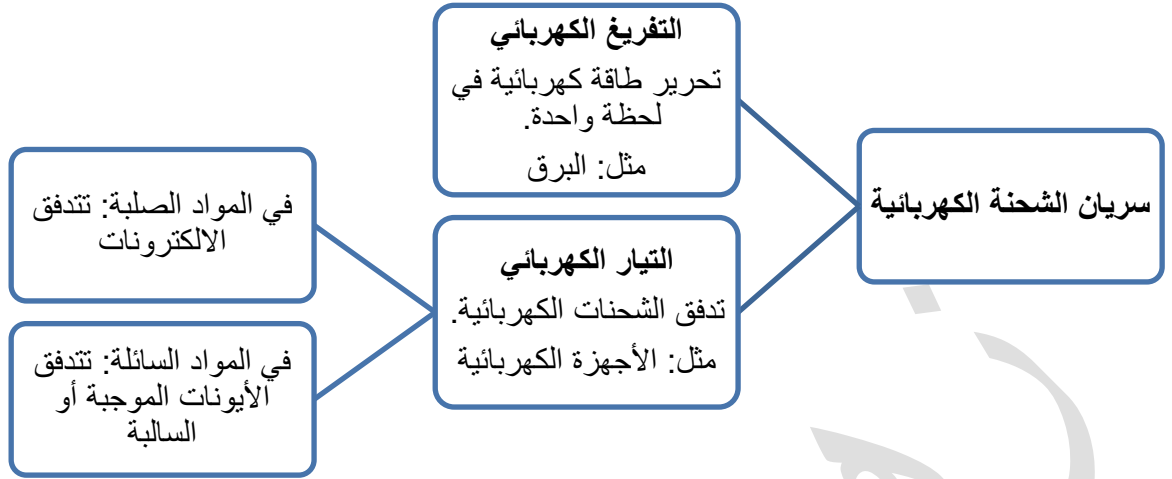 سريان الشحنة الكهربائية
التفريغ الكهربائي
تحرير طاقة كهربائية في
لحظة واحدة.
مثل: البرق
التيار الكهربائي
تدفق الشحنات الكهربائية.
مثل: الأجهزة الكهربائية
في المواد الصلبة: تتدفق
الالكترونات
في المواد السائلة: تتدفق
الأيونات الموجبة أو
السالبة